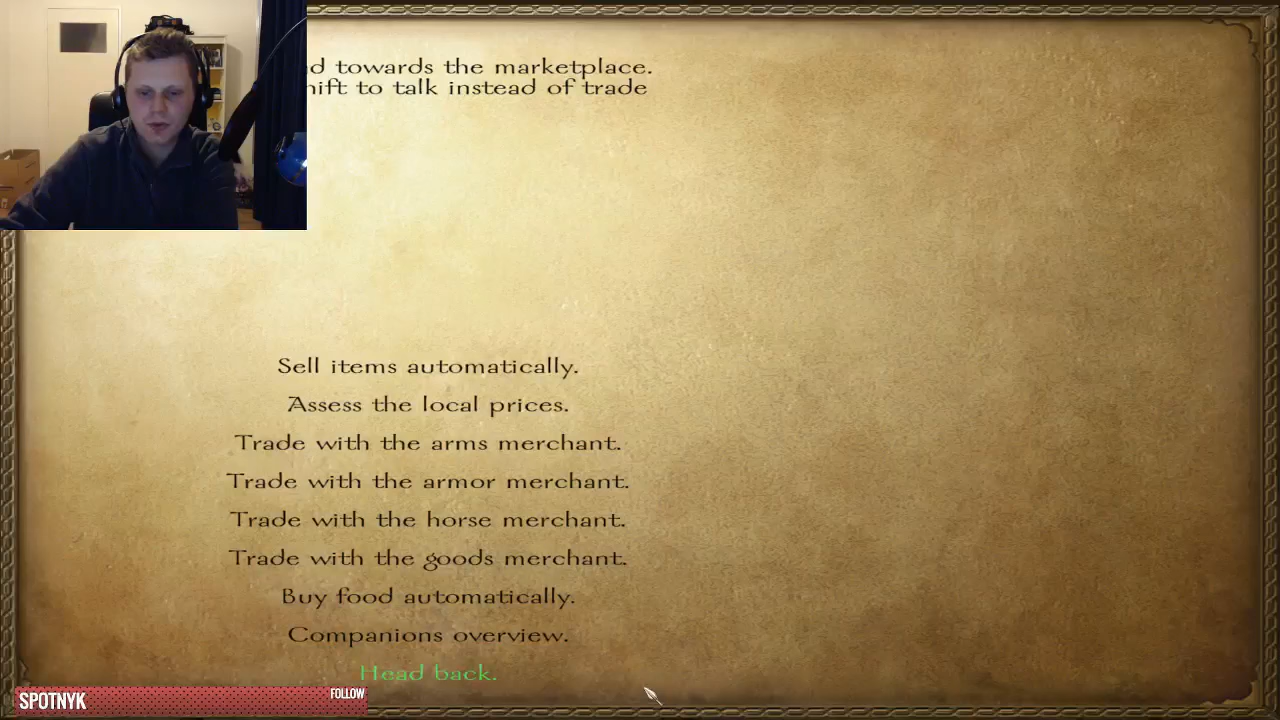 towards the marketplace.
to talk instead of trade
Sell items automatically.
Assess the local prices.
Trade with the arms merchant.
Trade with the armor merchant.
Trade with the horse merchant.
Trade with the goods merchant.
Buy food automatically.
Companions overview.
Head back.
SPOTNYK
FOLLOW